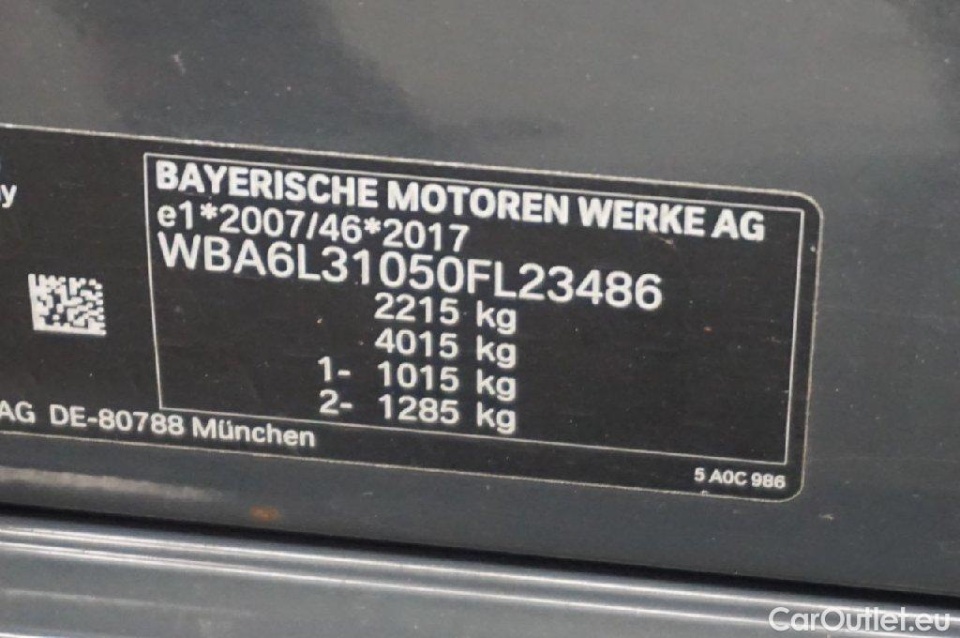 y
BAYERISCHE MOTOREN WERKE AG
e1*2007/46*2017
WBA6L31050FL23486
2215 kg
4015 kg
1- 1015 kg
2- 1285 kg
AG DE-80788 München
5 A0C 986
CarOutlet.eu